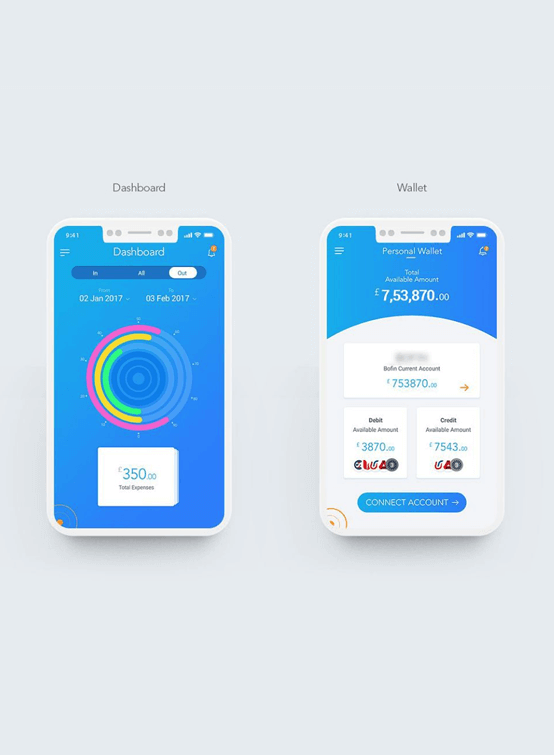 Dashboard
Wallet
9:41
Dashboard
In
All
Out
From
To
02 Jan 2017
03 Feb 2017
£350.00
Total Expenses
9:41
Personal Wallet
Total
Available Amount
£7,53,870.00
Bofin Current Account
£753870.00
Debit
Available Amount
£3870.00
Credit
Available Amount
£7543.00
CONNECT ACCOUNT